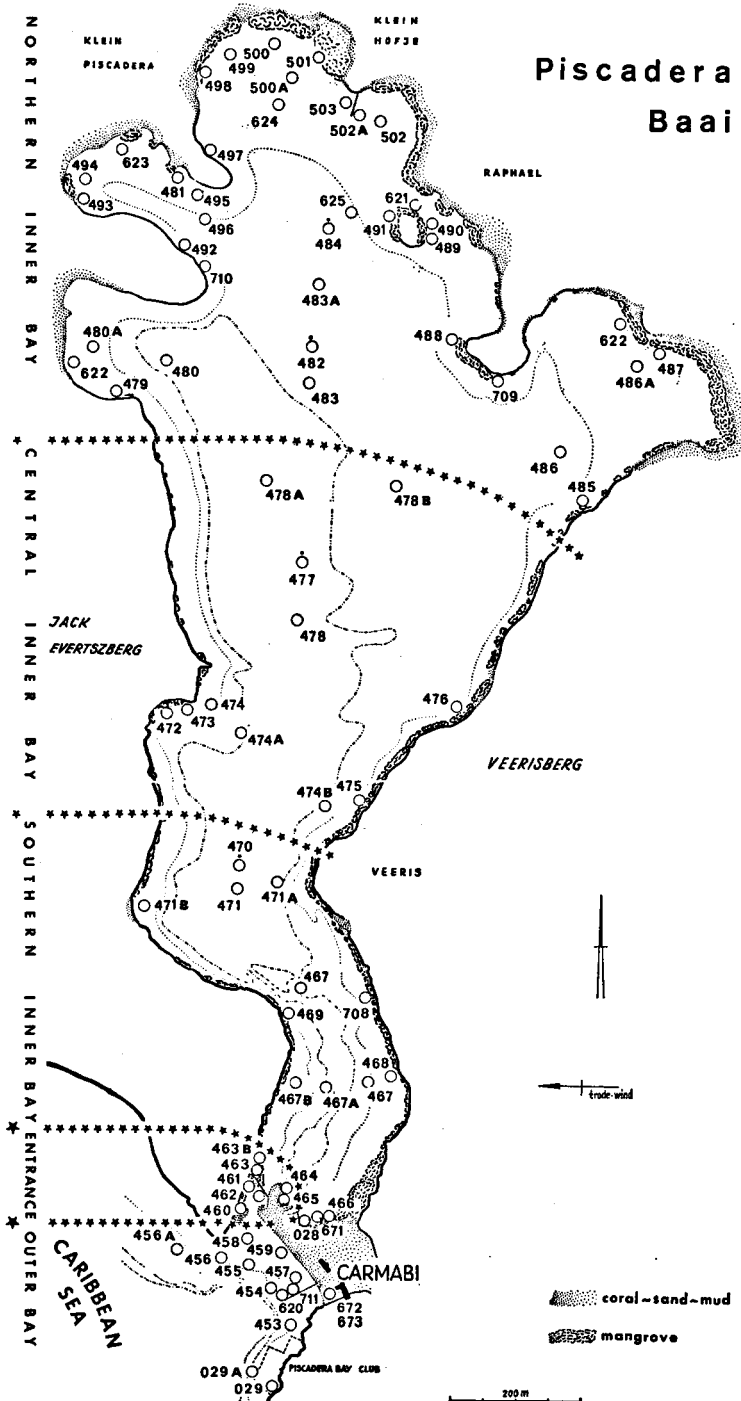 Piscadera
Baai
KLEIN
PISCADERA
KLEIN
HOFJE
RAPHAEL
NORTHERN INNER BAY
500
499
498
501
500A
624
503
502A
502
497
494
623
493
481
495
496
492
710
625
621
491
490
489
484
483A
480A
622
479
480
482
483
488
709
622
487
486A
486
485
CENTRAL INNER BAY
478A
478B
477
478
JACK
EVERTSZBERG
472
473
474
474A
476
VEERISBERG
474B
475
SOUTHERN INNER BAY
470
471
471A
471B
VEERIS
467
469
708
468
467B
467A
467
trade-wind
ENTRANCE
463B
463
461
462
460
464
465
466
028
671
OUTER BAY
456A
456
458
455
459
457
454
620
711
672
673
453
CARMABI
CARIBBEAN
SEA
PISCADERA BAY CLUB
029A
029
coral~sand~mud
mangrove
200m